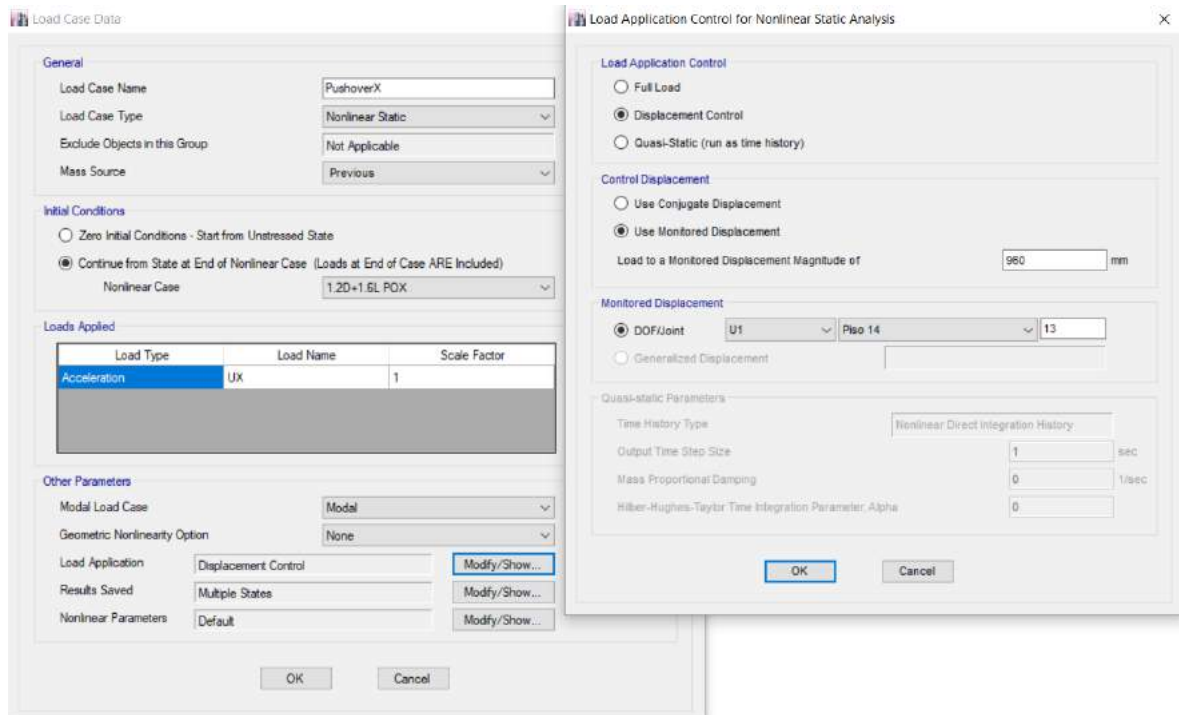 Load Case Data
General
Load Case Name PushoverX
Load Case Type Nonlinear Static
Exclude Objects in this Group Not Applicable
Mass Source Previous
Initial Conditions
Zero Initial Conditions - Start from Unstressed State
Continue from State at End of Nonlinear Case (Loads at End of Case ARE Included)
Nonlinear Case 1.2D+1.6L POX
Loads Applied
Load Type Load Name Scale Factor
Acceleration UX 1
Other Parameters
Modal Load Case Modal
Geometric Nonlinearity Option None
Load Application Displacement Control Modify/Show...
Results Saved Multiple States Modify/Show...
Nonlinear Parameters Default Modify/Show...
OK Cancel
Load Application Control for Nonlinear Static Analysis
Load Application Control
Full Load
Displacement Control
Quasi-Static (run as time history)
Control Displacement
Use Conjugate Displacement
Use Monitored Displacement
Load to a Monitored Displacement Magnitude of 960 mm
Monitored Displacement
DOF/Joint U1 Piso 14 13
Generalized Displacement
Quasi-static Parameters
Time History Type Nonlinear Direct Integration History
Output Time Step Size 1 sec
Mass Proportional Damping 0 1/sec
Hilber-Hughes-Taylor Time Integration Parameter, Alpha 0
OK Cancel